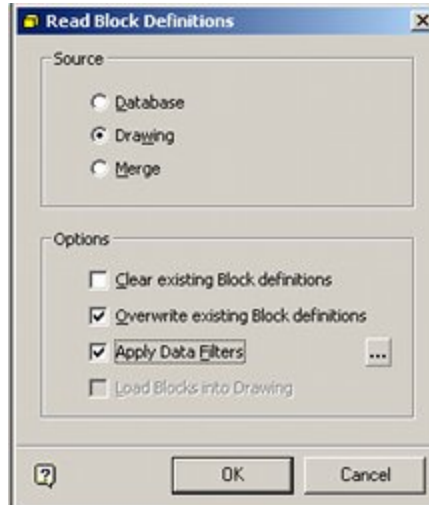 Read Block Definitions
Source
Database
Drawing
Merge
Options
Clear existing Block definitions
Overwrite existing Block definitions
Apply Data Filters
...
Load Blocks into Drawing
OK
Cancel